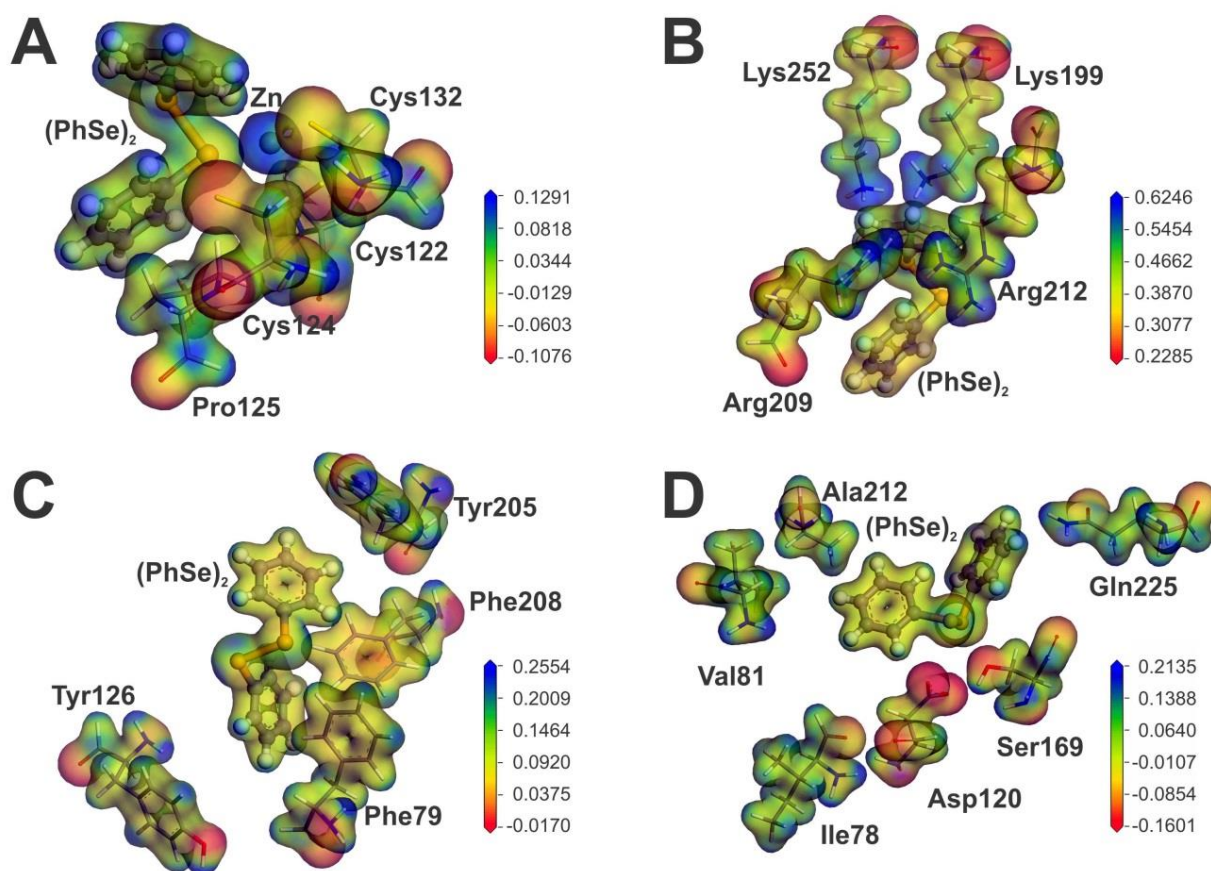 A
Zn
Cys132
(PhSe)₂
Cys122
Cys124
Pro125
0.1291
0.0818
0.0344
-0.0129
-0.0603
-0.1076
B
Lys252
Lys199
Arg212
(PhSe)₂
Arg209
0.6246
0.5454
0.4662
0.3870
0.3077
0.2285
C
Tyr205
(PhSe)₂
Phe208
Tyr126
Phe79
0.2554
0.2009
0.1464
0.0920
0.0375
-0.0170
D
Ala212
(PhSe)₂
Gln225
Val81
Ser169
Asp120
Ile78
0.2135
0.1388
0.0640
-0.0107
-0.0854
-0.1601